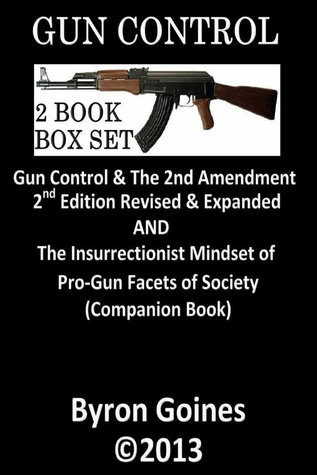 GUN CONTROL
2 BOOK
BOX SET
Gun Control & The 2nd Amendment
2nd Edition Revised & Expanded
AND
The Insurrectionist Mindset of
Pro-Gun Facets of Society
(Companion Book)
Byron Goines
©2013